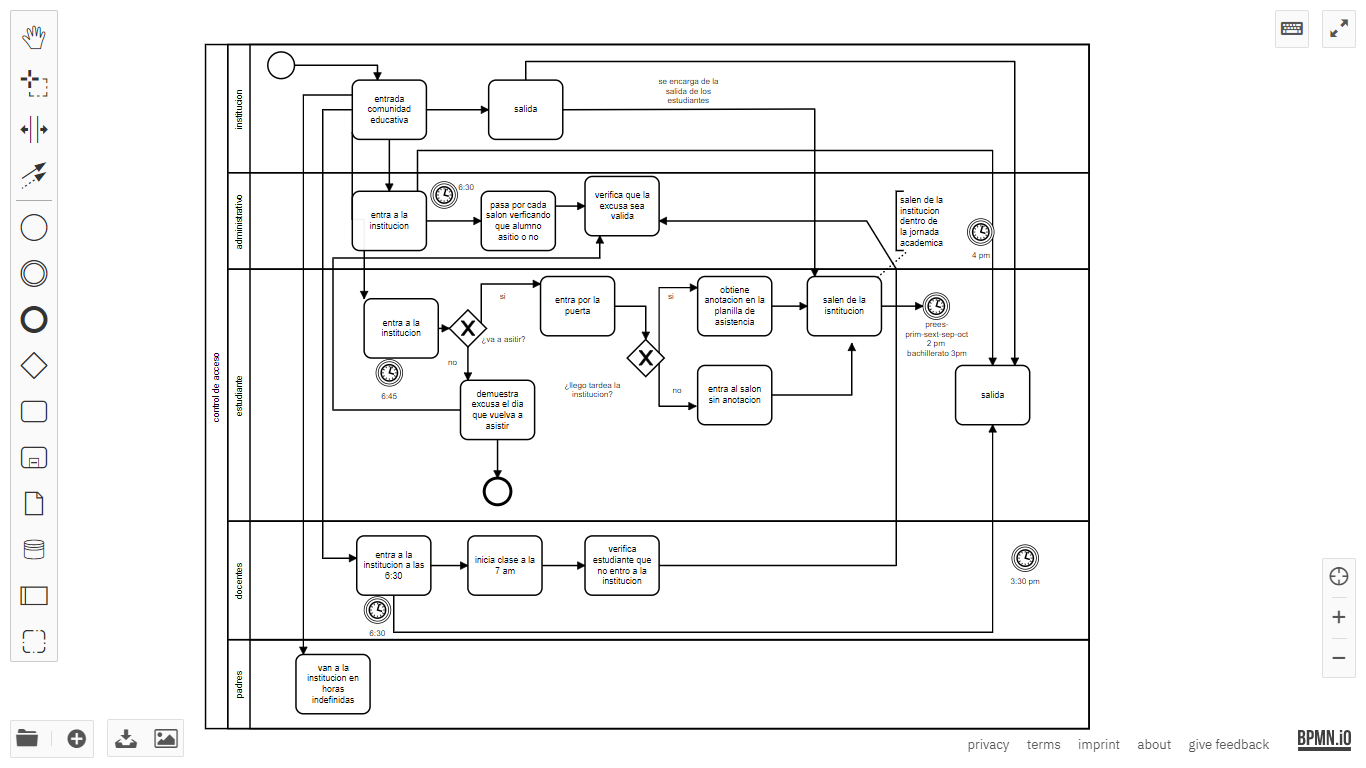 control de acceso
institucion
entrada
comunidad
educativa
salida
se encarga de la
salida de los
estudiantes
administrativo
entra a la
institucion
6:30
pasa por cada
salon verficando
que alumno
asitio o no
verifica que la
excusa sea
valida
salen de la
institucion
dentro de
la jornada
academica
4 pm
estudiante
entra a la
institucion
6:45
¿va a asitir?
si
no
entra por la
puerta
demuestra
excusa el dia
que vuelva a
asistir
¿llego tardea la
institucion?
si
no
obtiene
anotacion en la
planilla de
asistencia
entra al salon
sin anotacion
salen de la
isntitucion
prees-
prim-sext-sep-oct
2 pm
bachillerato 3pm
salida
docentes
entra a la
institucion a las
6:30
6:30
inicia clase a la
7 am
verifica
estudiante que
no entro a la
institucion
3:30 pm
padres
van a la
institucion en
horas
indefinidas
privacy terms imprint about give feedback
BPMN.iO